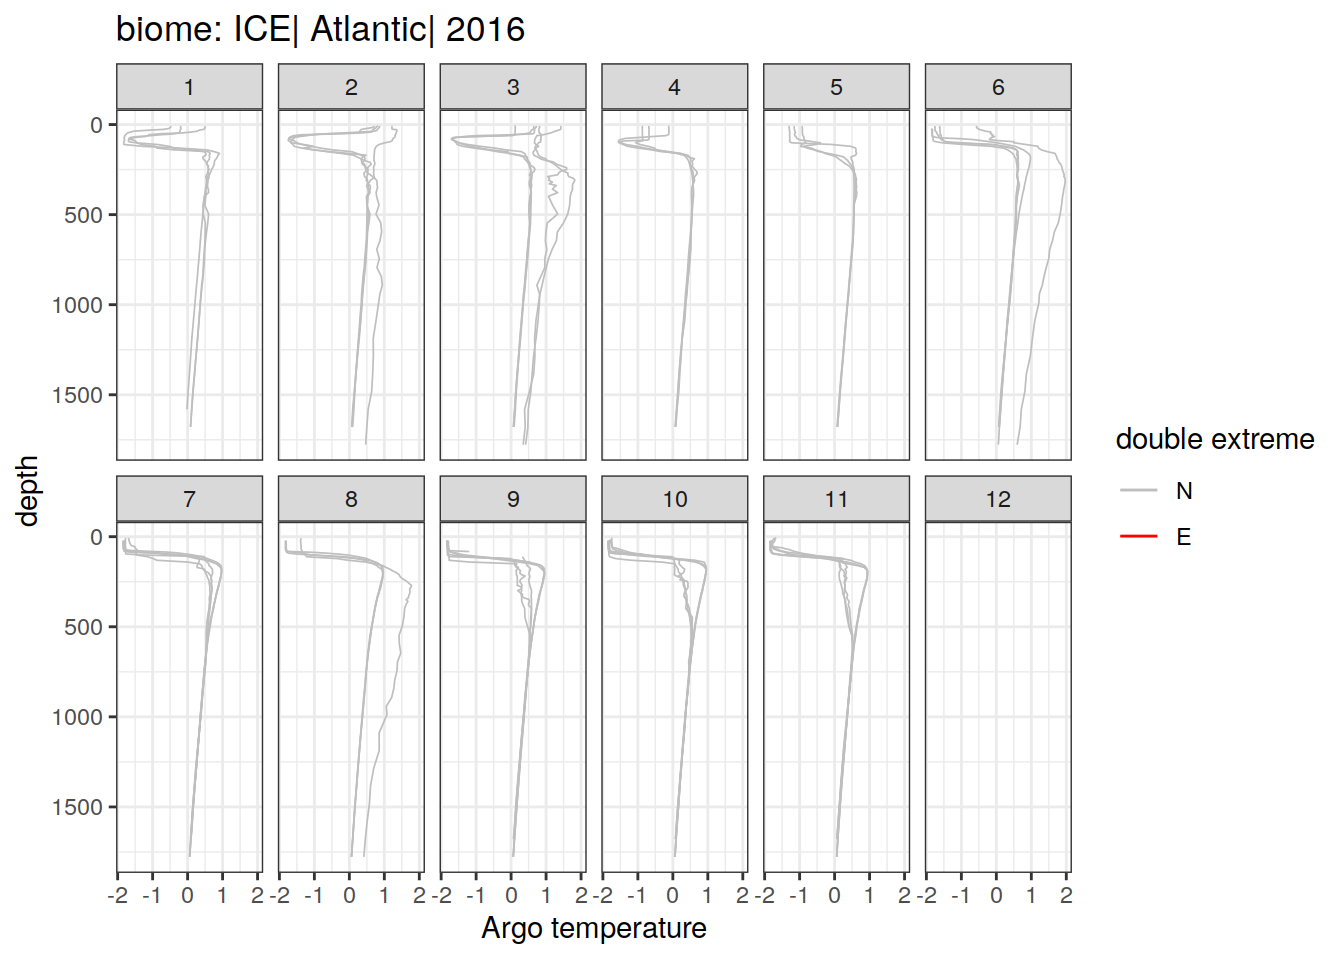 biome: ICE| Atlantic| 2016
1 2 3 4 5 6
0
500
1000
1500
7 8 9 10 11 12
0
500
1000
1500
-2 -1 0 1 2 -2 -1 0 1 2 -2 -1 0 1 2 -2 -1 0 1 2 -2 -1 0 1 2 -2 -1 0 1 2
Argo temperature
depth
double extreme
N
E